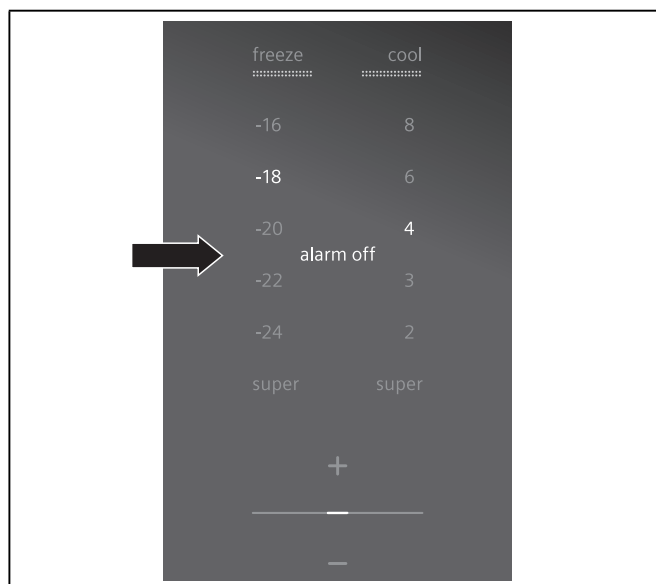 freeze cool
-16 8
-18 6
-20 4
alarm off
-22 3
-24 2
super super
+
−